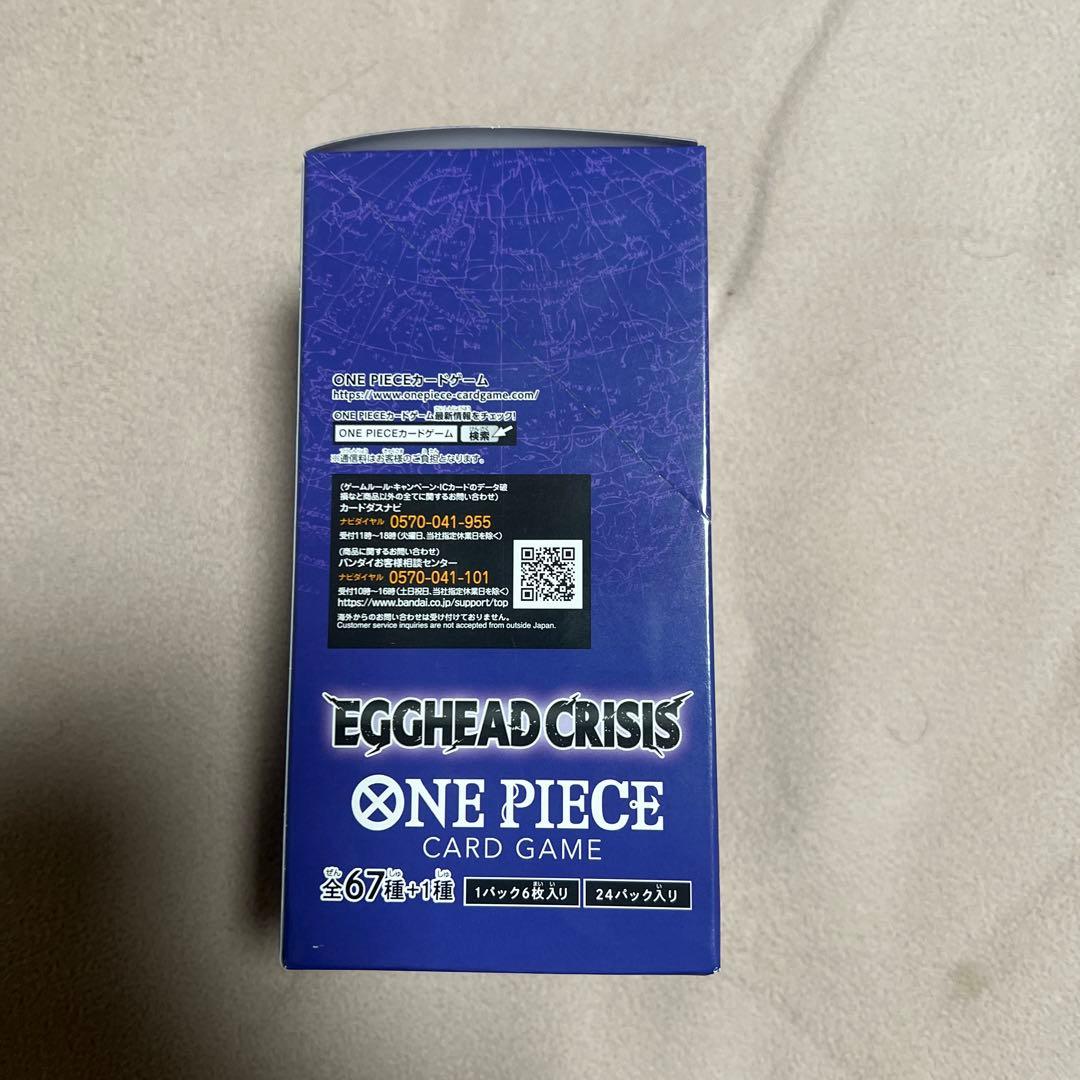 ONE PIECEカードゲーム
https://www.onepiece-cardgame.com/
ONE PIECEカードゲーム最新情報をチェック!
ONE PIECEカードゲーム 検索
※通信料はお客様のご負担となります。
(ゲームルール・キャンペーン・ICカードのデータ破
損など商品以外の全てに関するお問い合わせ)
カードダスナビ
ナビダイヤル 0570-041-955
受付11時~18時(火曜日、当社指定休業日を除く)
(商品に関するお問い合わせ)
バンダイお客様相談センター
ナビダイヤル 0570-041-101
受付10時~16時(土日祝日、当社指定休業日を除く)
https://www.bandai.co.jp/support/top
海外からのお問い合わせは受け付けておりません。
Customer service inquiries are not accepted from outside Japan.
EGGHEAD CRISIS
ONE PIECE
CARD GAME
全67種+1種 1パック6枚入り 24パック入り